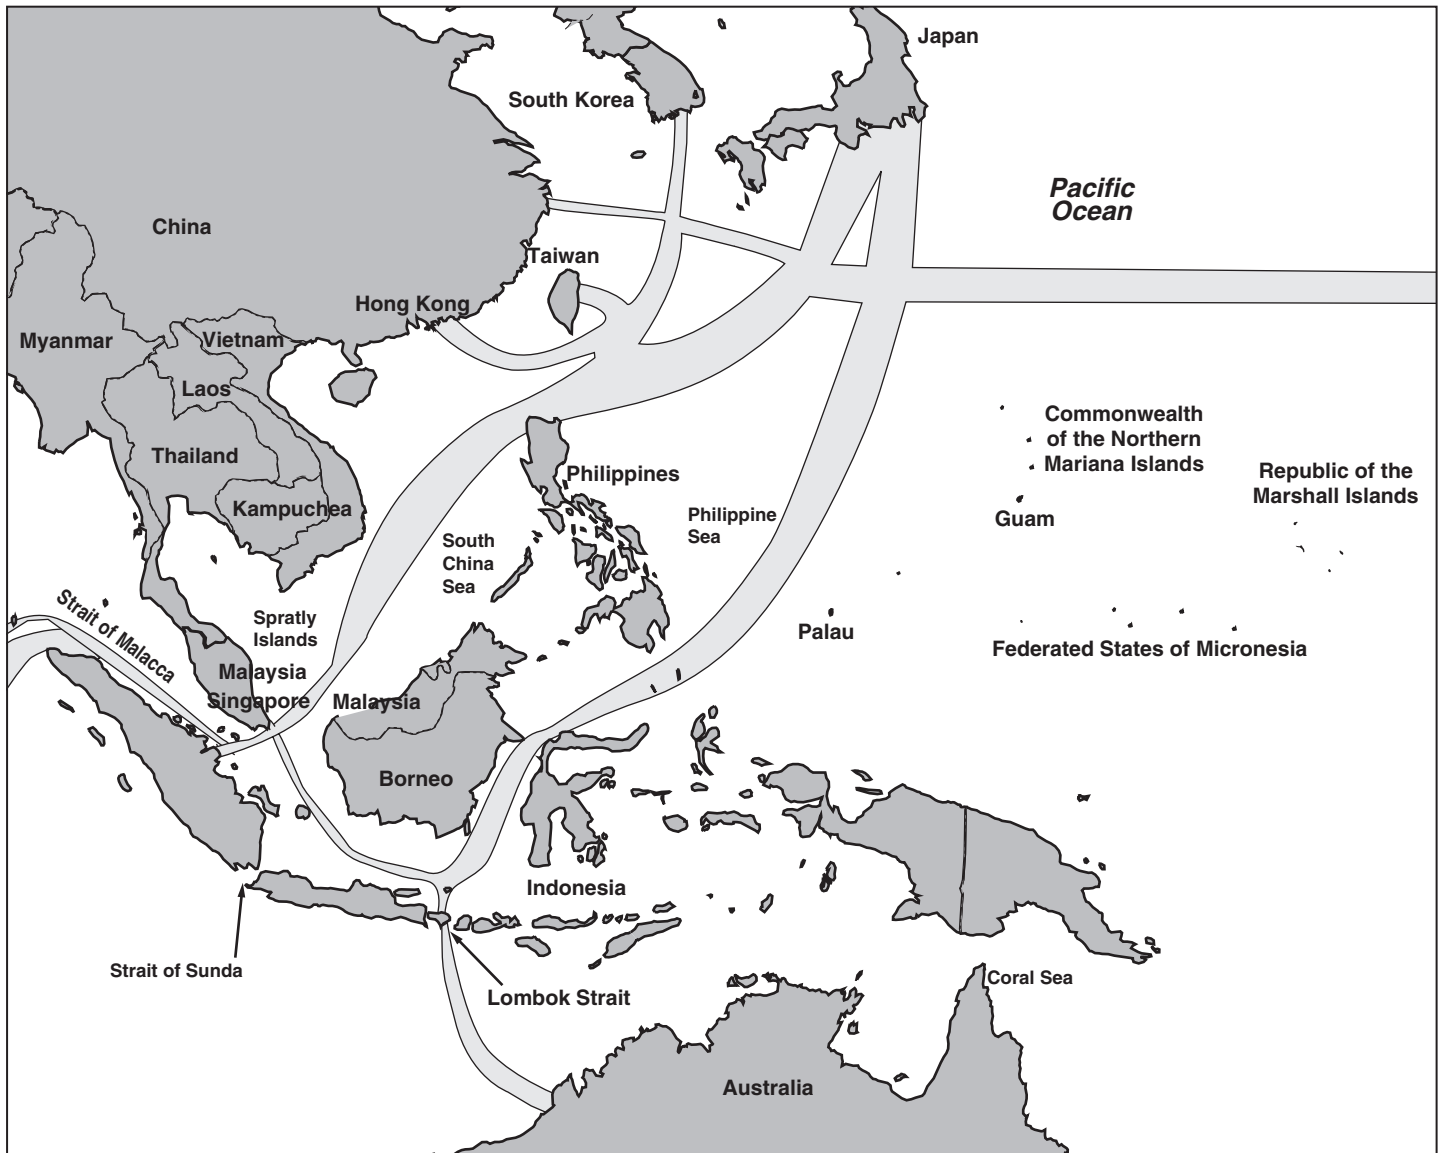 Japan
South Korea
Pacific
Ocean
China
Taiwan
Hong Kong
Myanmar
Vietnam
Laos
Thailand
Kampuchea
Philippines
Commonwealth
of the Northern
Mariana Islands
Republic of the
Marshall Islands
Guam
Philippine
Sea
South
China
Sea
Strait of Malacca
Spratly
Islands
Palau
Federated States of Micronesia
Malaysia
Singapore
Malaysia
Borneo
Indonesia
Strait of Sunda
Lombok Strait
Coral Sea
Australia